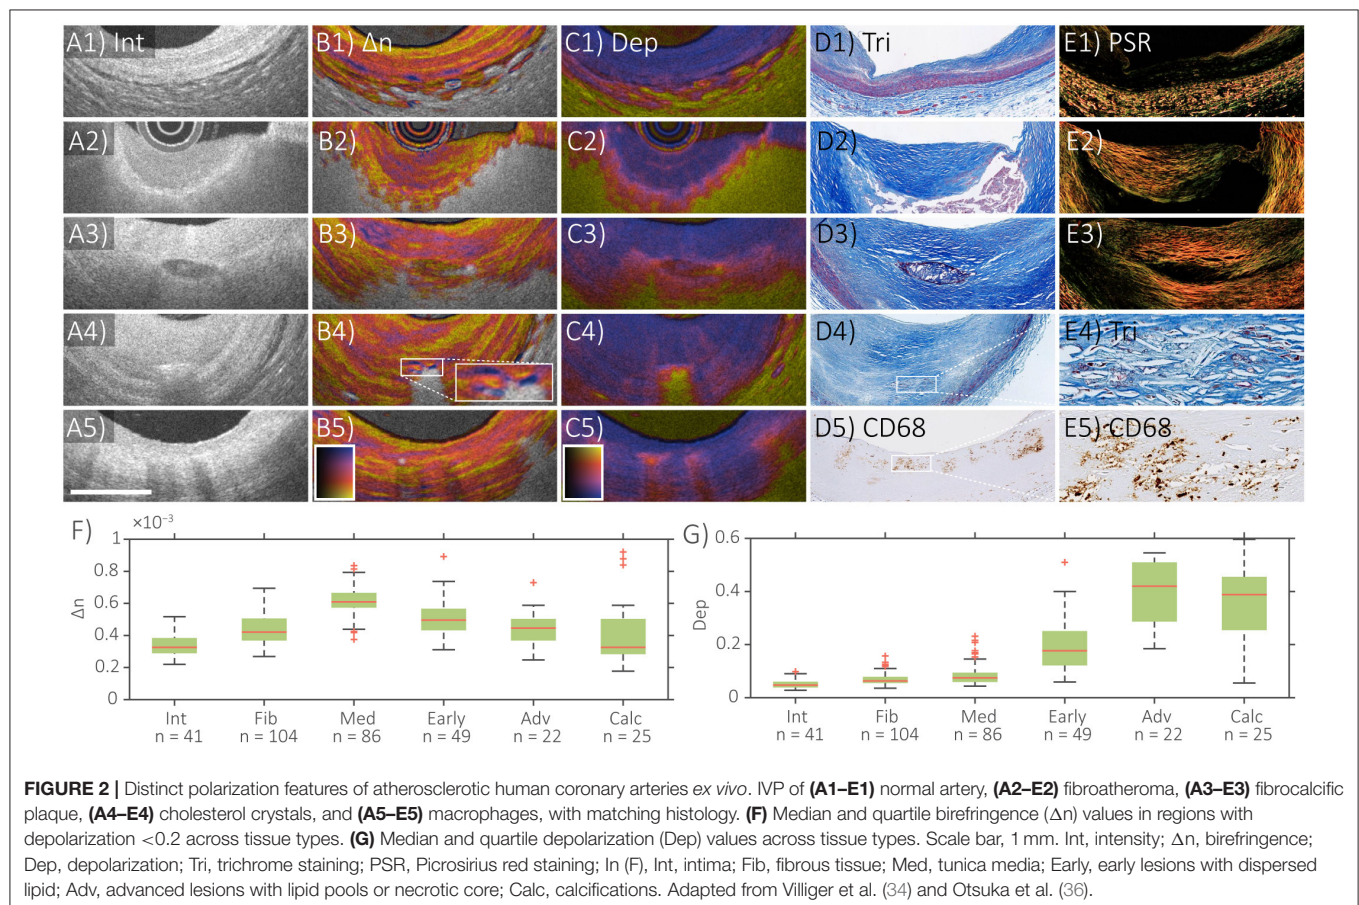 A1) Int B1) Δn C1) Dep D1) Tri E1) PSR
A2) B2) C2) D2) E2)
A3) B3) C3) D3) E3)
A4) B4) C4) D4) E4) Tri
A5) B5) C5) D5) CD68 E5) CD68
F) ×10⁻³
1
0.8
0.6
0.4
0.2
0
Δn
Int Fib Med Early Adv Calc
n = 41 n = 104 n = 86 n = 49 n = 22 n = 25
G)
0.6
0.4
0.2
0
Dep
Int Fib Med Early Adv Calc
n = 41 n = 104 n = 86 n = 49 n = 22 n = 25
FIGURE 2 | Distinct polarization features of atherosclerotic human coronary arteries ex vivo. IVP of (A1–E1) normal artery, (A2–E2) fibroatheroma, (A3–E3) fibrocalcific
plaque, (A4–E4) cholesterol crystals, and (A5–E5) macrophages, with matching histology. (F) Median and quartile birefringence (Δn) values in regions with
depolarization <0.2 across tissue types. (G) Median and quartile depolarization (Dep) values across tissue types. Scale bar, 1 mm. Int, intensity; Δn, birefringence;
Dep, depolarization; Tri, trichrome staining; PSR, Picrosirius red staining; In (F), Int, intima; Fib, fibrous tissue; Med, tunica media; Early, early lesions with dispersed
lipid; Adv, advanced lesions with lipid pools or necrotic core; Calc, calcifications. Adapted from Villiger et al. (34) and Otsuka et al. (36).